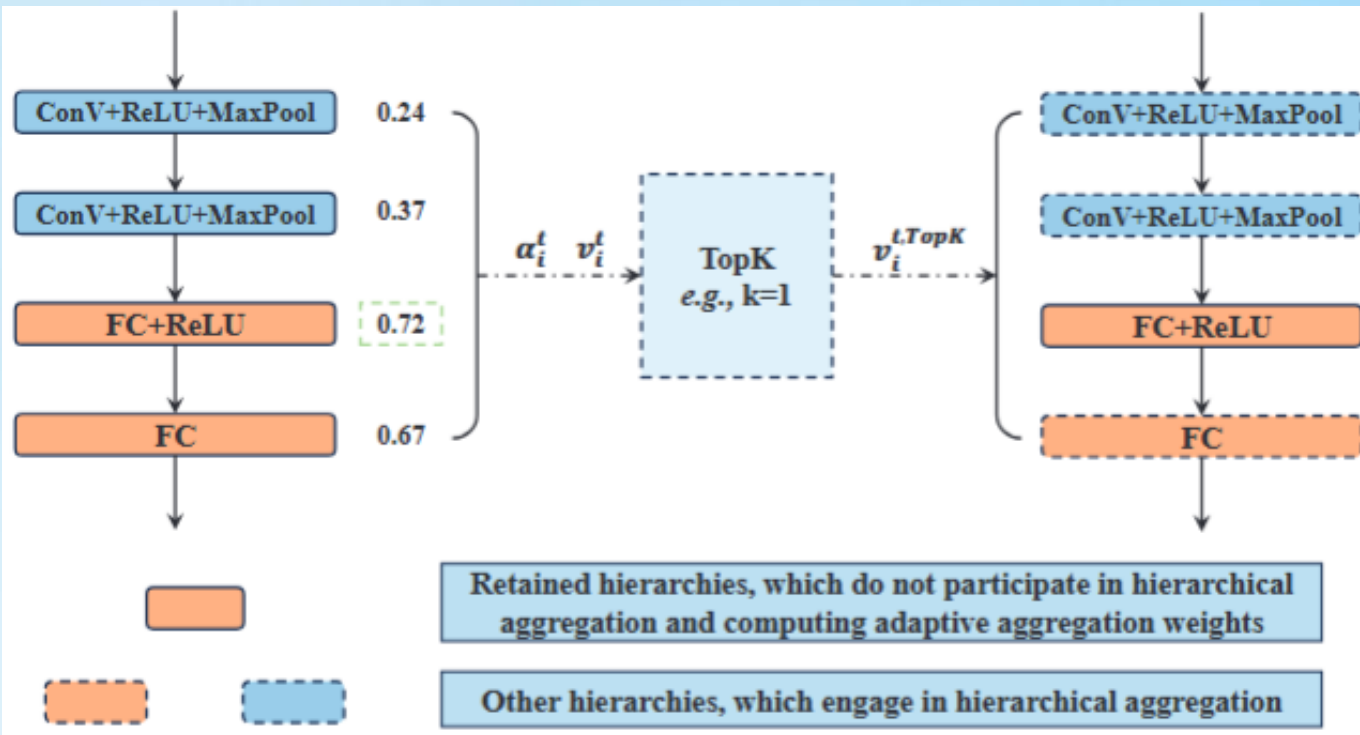 ConV+ReLU+MaxPool
0.24
ConV+ReLU+MaxPool
0.37
FC+ReLU
0.72
FC
0.67
α_i^t v_i^t
TopK
e.g., k=1
v_i^{t,TopK}
ConV+ReLU+MaxPool
ConV+ReLU+MaxPool
FC+ReLU
FC
Retained hierarchies, which do not participate in hierarchical
aggregation and computing adaptive aggregation weights
Other hierarchies, which engage in hierarchical aggregation